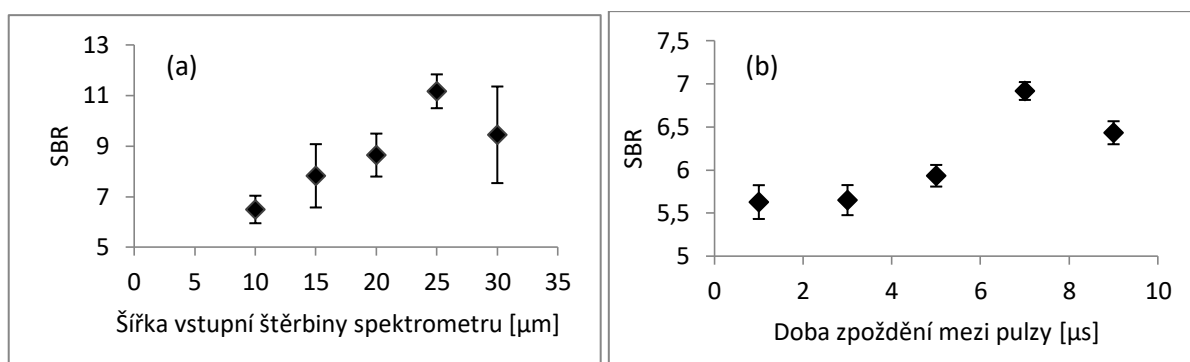 (a)
SBR
13
11
9
7
5
0 5 10 15 20 25 30 35
Šířka vstupní štěrbiny spektrometru [µm]
(b)
SBR
7,5
7
6,5
6
5,5
5
0 2 4 6 8 10
Doba zpoždění mezi pulzy [µs]